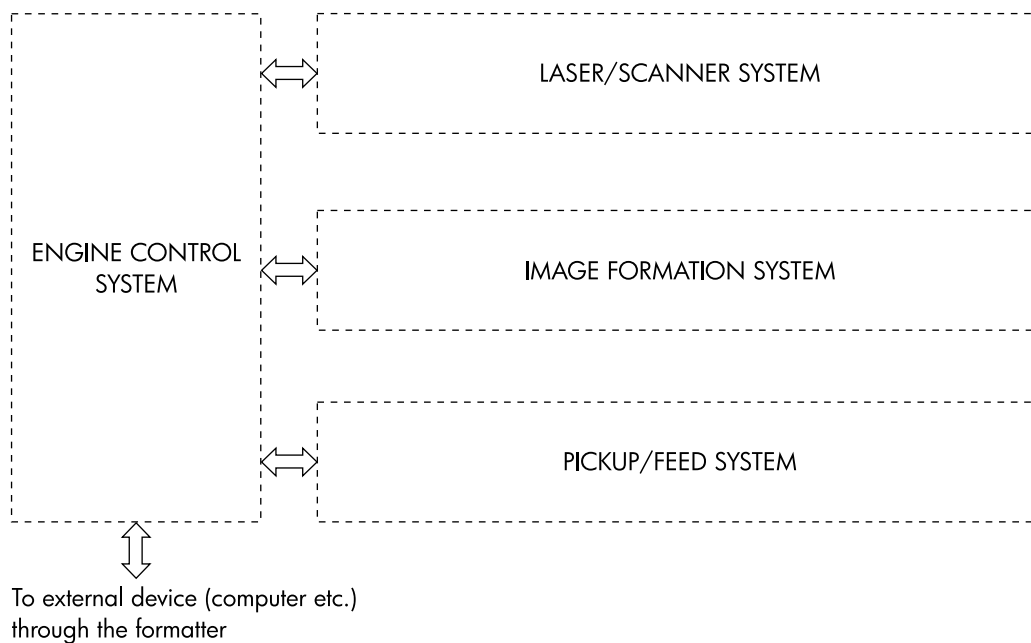 LASER/SCANNER SYSTEM
ENGINE CONTROL
SYSTEM
IMAGE FORMATION SYSTEM
PICKUP/FEED SYSTEM
To external device (computer etc.)
through the formatter